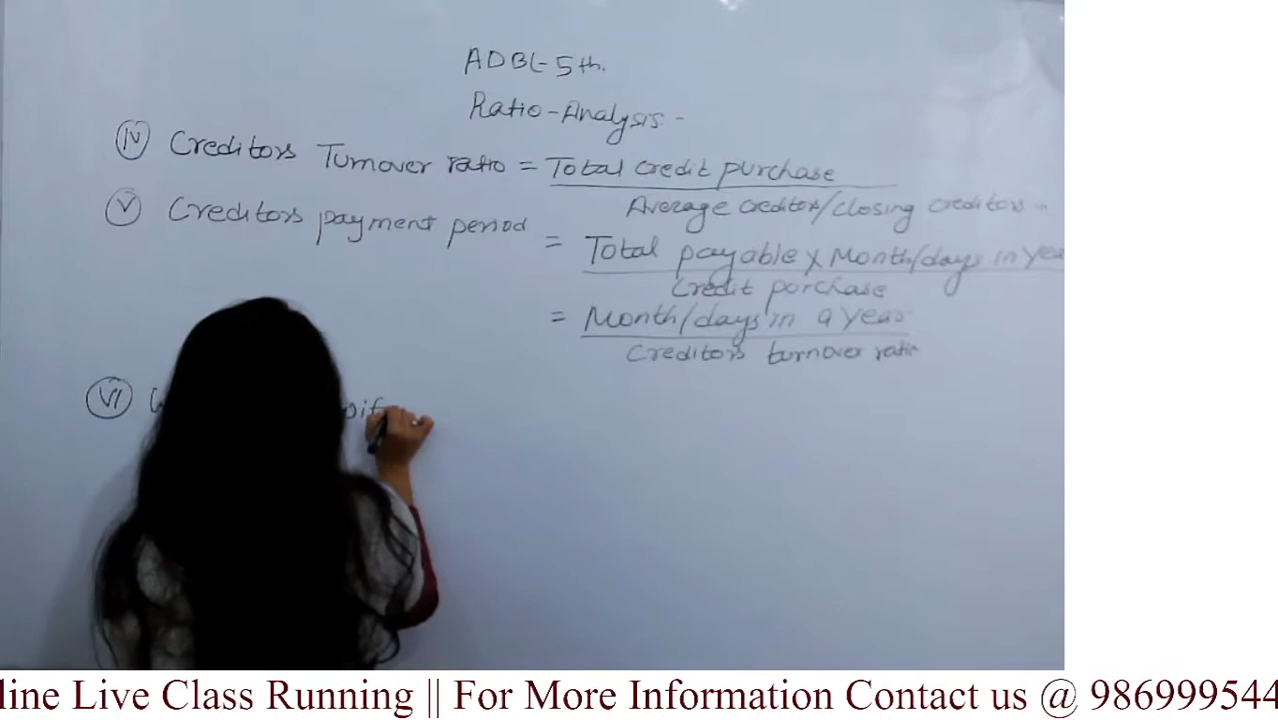 ADBL-5th.
Ratio-Analysis-
(IV) Creditors Turnover ratio = Total credit purchase
Average creditor/closing creditors
(V) Creditors payment period = Total payable x Month/days in yea
Credit purchase
= Month/days in a year
Creditors turnover ratio
(VI)
line Live Class Running || For More Information Contact us @ 986999544